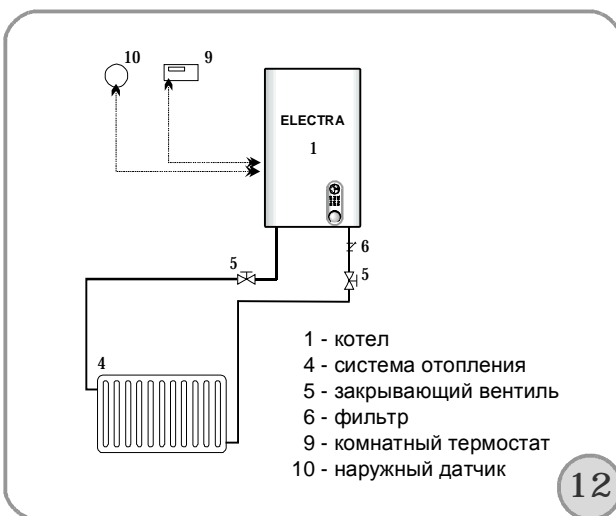 10
9
ELECTRA
1
6
5
5
4
1 - котел
4 - система отопления
5 - закрывающий вентиль
6 - фильтр
9 - комнатный термостат
10 - наружный датчик
12